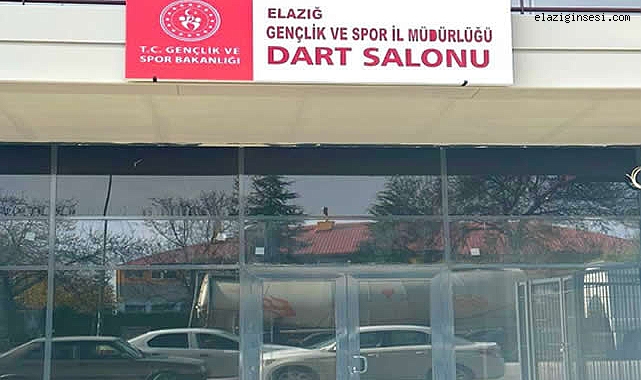 elaziginsesi.com
T.C. GENÇLİK VE
SPOR BAKANLIĞI
ELAZIĞ
GENÇLİK VE SPOR İL MÜDÜRLÜĞÜ
DART SALONU